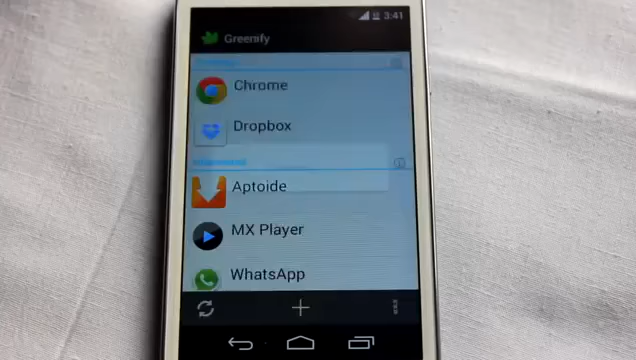 3:41
Greenify
Chrome
Dropbox
Aptoide
MX Player
WhatsApp